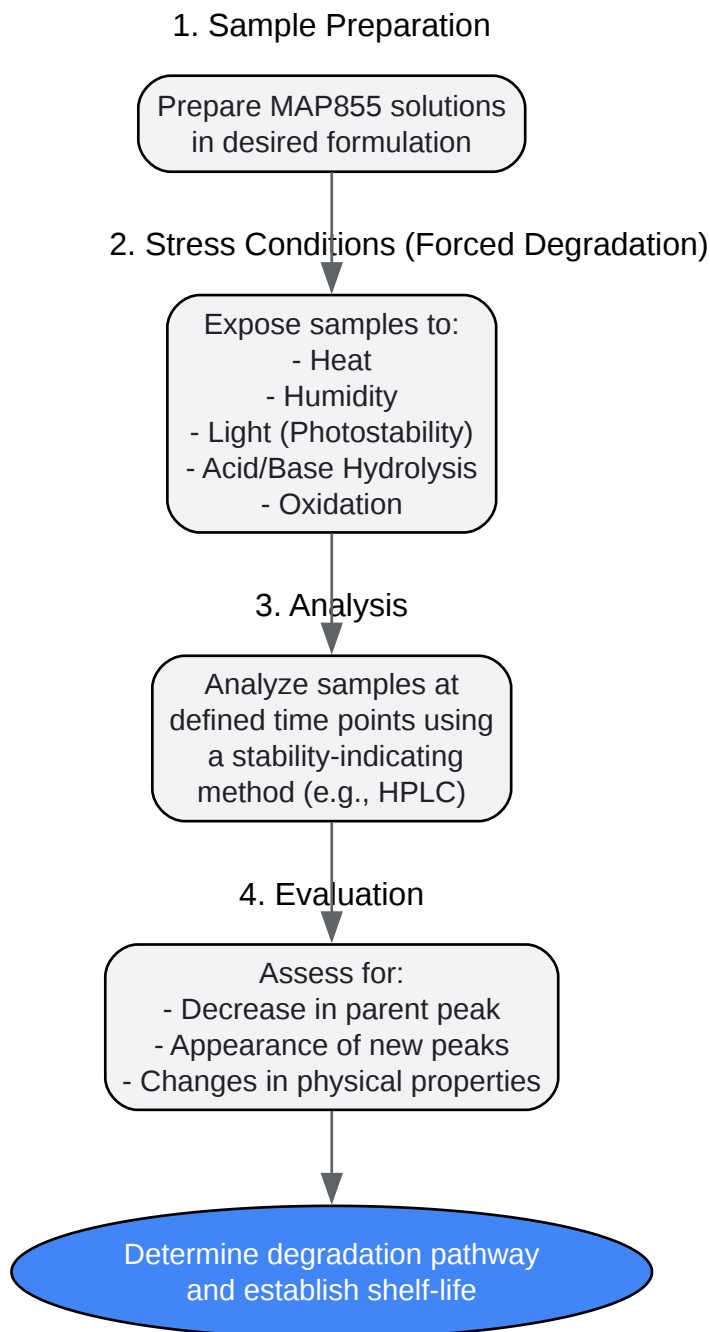 1. Sample Preparation
Prepare MAP855 solutions
in desired formulation
2. Stress Conditions (Forced Degradation)
Expose samples to:
- Heat
- Humidity
- Light (Photostability)
- Acid/Base Hydrolysis
- Oxidation
3. Analysis
Analyze samples at
defined time points using
a stability-indicating
method (e.g., HPLC)
4. Evaluation
Assess for:
- Decrease in parent peak
- Appearance of new peaks
- Changes in physical properties
Determine degradation pathway
and establish shelf-life